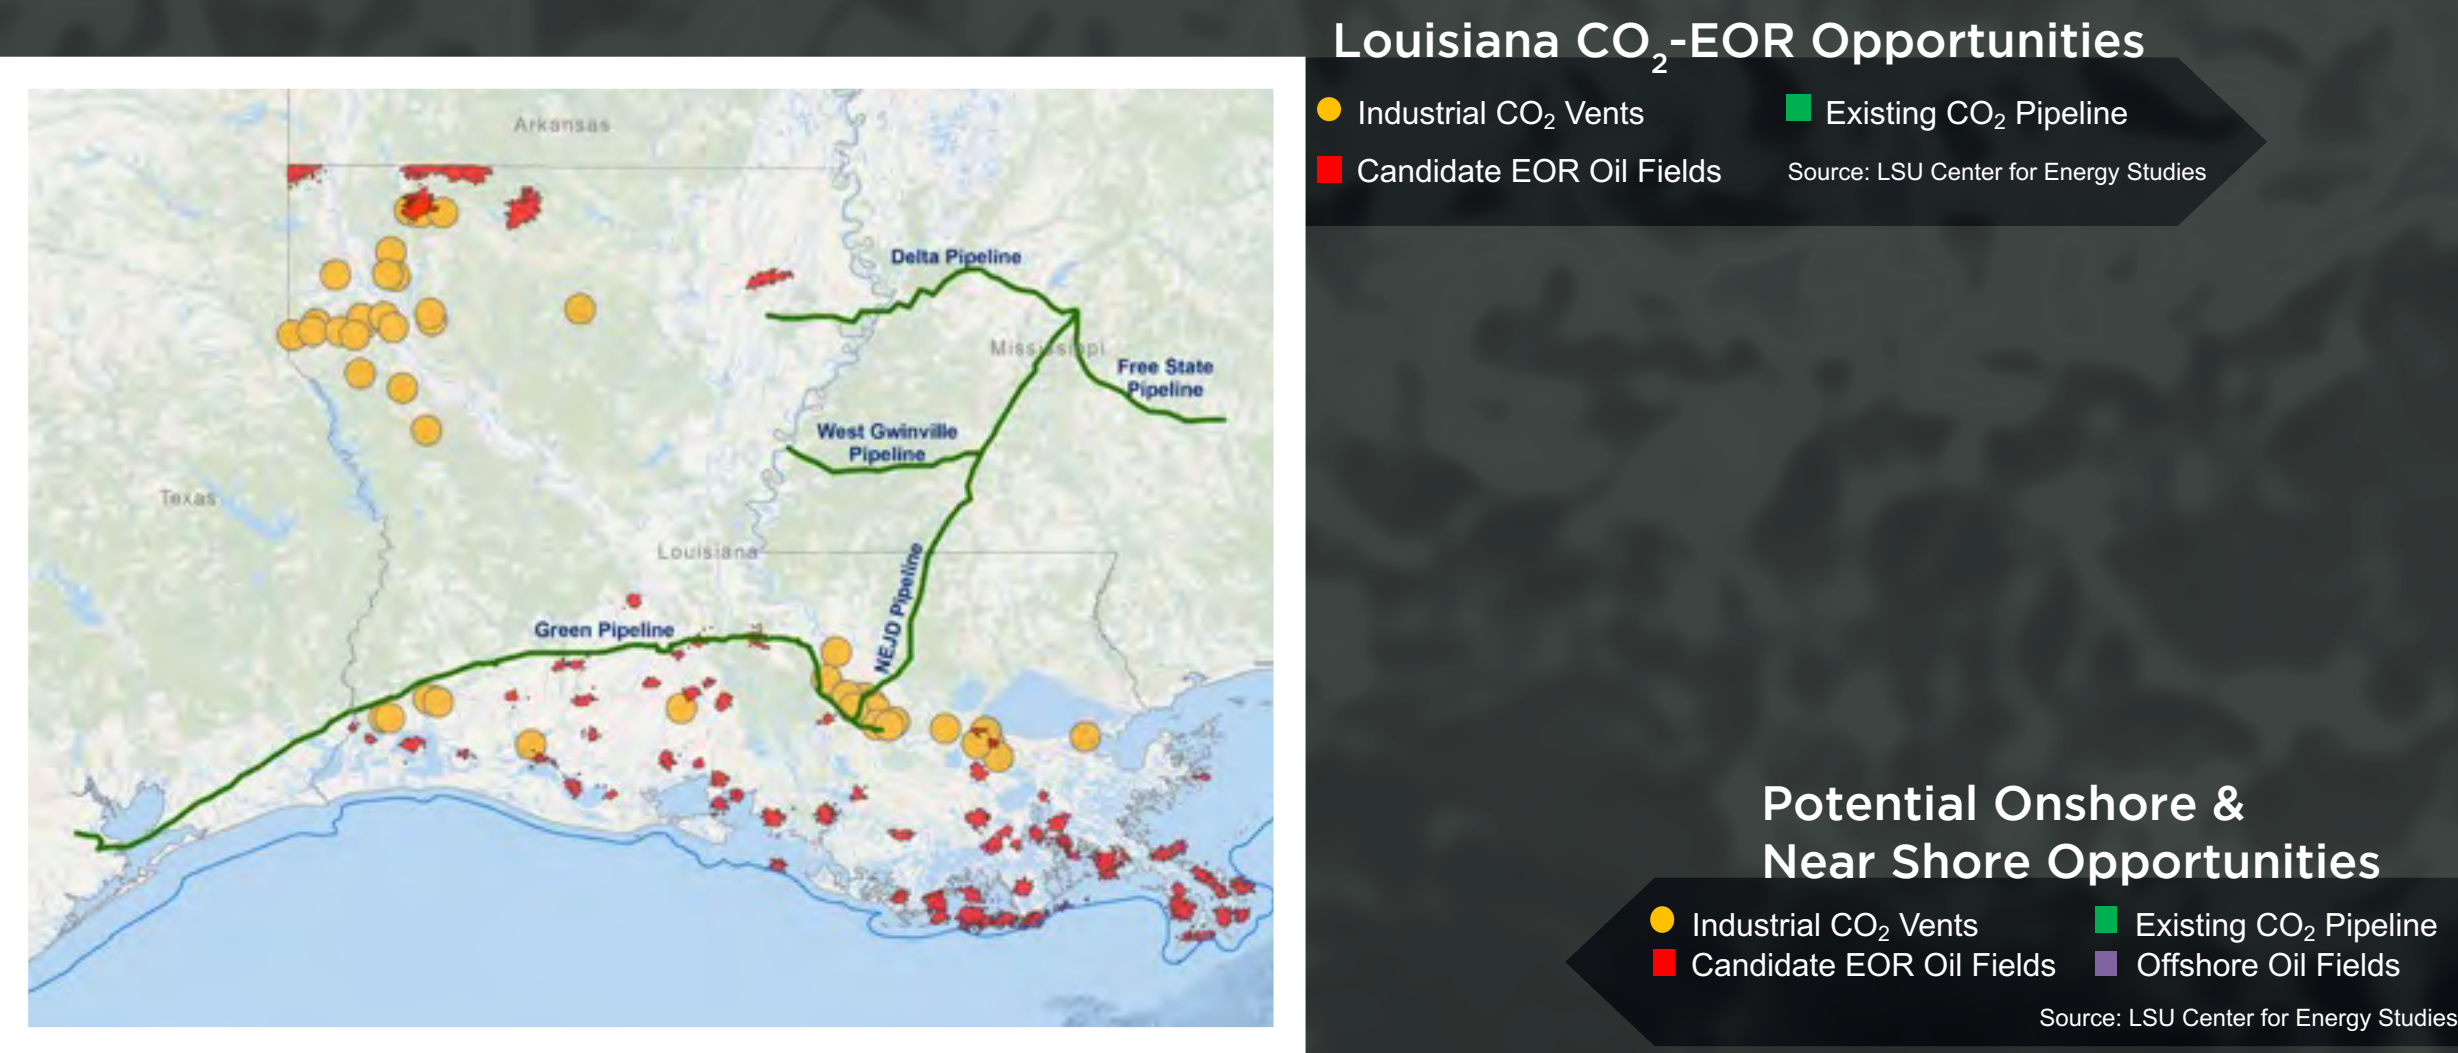 Louisiana CO₂-EOR Opportunities
Industrial CO₂ Vents
Existing CO₂ Pipeline
Candidate EOR Oil Fields
Source: LSU Center for Energy Studies
Arkansas
Delta Pipeline
Mississippi
Free State
Pipeline
West Gwinville
Pipeline
Texas
Louisiana
NEJD Pipeline
Green Pipeline
Potential Onshore &
Near Shore Opportunities
Industrial CO₂ Vents
Existing CO₂ Pipeline
Candidate EOR Oil Fields
Offshore Oil Fields
Source: LSU Center for Energy Studies